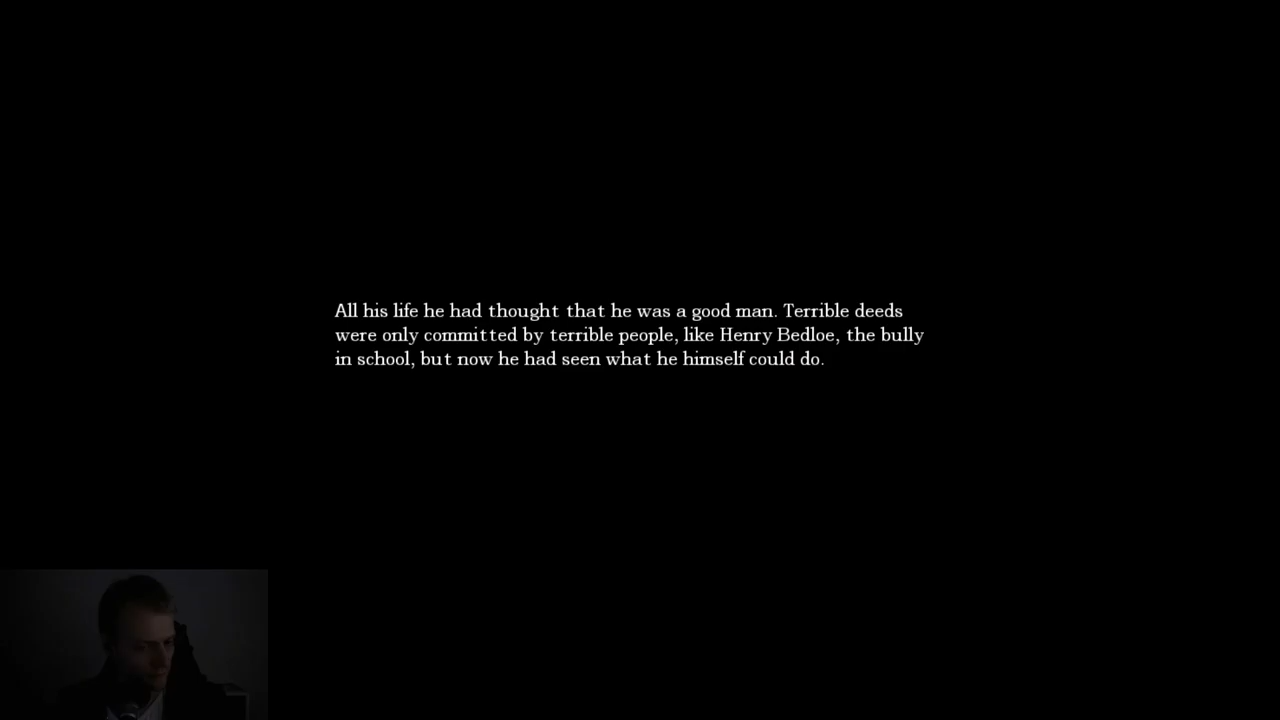 All his life he had thought that he was a good man. Terrible deeds
were only committed by terrible people, like Henry Bedloe, the bully
in school, but now he had seen what he himself could do.